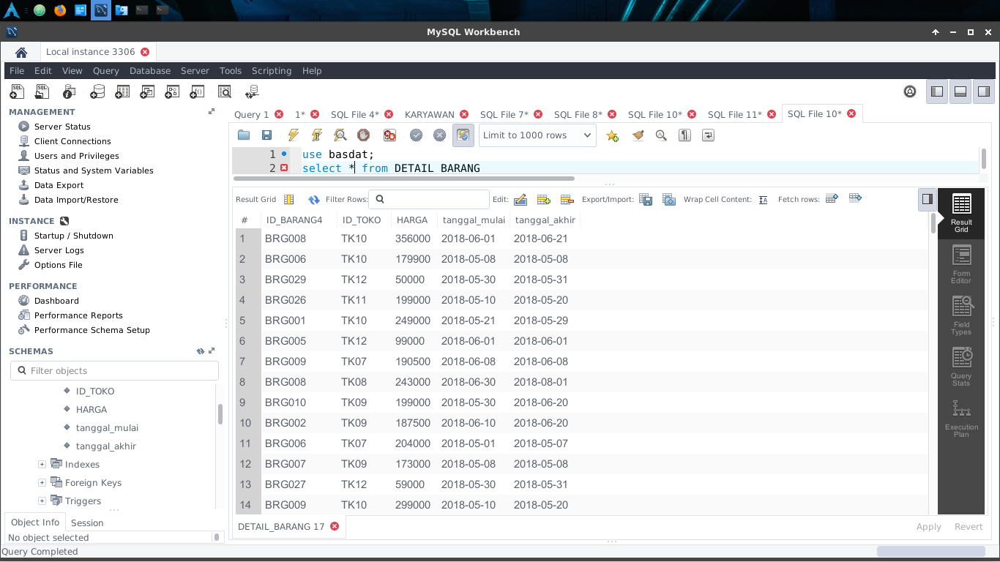 MySQL Workbench
Local instance 3306
File Edit View Query Database Server Tools Scripting Help
MANAGEMENT
Server Status
Client Connections
Users and Privileges
Status and System Variables
Data Export
Data Import/Restore
INSTANCE
Startup / Shutdown
Server Logs
Options File
PERFORMANCE
Dashboard
Performance Reports
Performance Schema Setup
SCHEMAS
Filter objects
ID_TOKO
HARGA
tanggal_mulai
tanggal_akhir
Indexes
Foreign Keys
Triggers
Object Info Session
No object selected
Query 1 1* SQL File 4* KARYAWAN SQL File 7* SQL File 8* SQL File 10* SQL File 11* SQL File 10*
Limit to 1000 rows
1 use basdat;
2 select * from DETAIL_BARANG
Result Grid Filter Rows: Edit: Export/Import: Wrap Cell Content: Fetch rows:
# ID_BARANG4 ID_TOKO HARGA tanggal_mulai tanggal_akhir
1 BRG008 TK10 356000 2018-06-01 2018-06-21
2 BRG006 TK10 179900 2018-05-08 2018-05-08
3 BRG029 TK12 50000 2018-05-30 2018-05-31
4 BRG026 TK11 199000 2018-05-10 2018-05-20
5 BRG001 TK10 249000 2018-05-21 2018-05-29
6 BRG005 TK12 99000 2018-06-01 2018-06-01
7 BRG009 TK07 190500 2018-06-08 2018-06-08
8 BRG008 TK08 243000 2018-06-30 2018-08-01
9 BRG010 TK09 199000 2018-05-30 2018-06-20
10 BRG002 TK09 187500 2018-06-10 2018-06-20
11 BRG006 TK07 204000 2018-05-01 2018-05-07
12 BRG007 TK09 173000 2018-05-08 2018-05-08
13 BRG027 TK12 59000 2018-05-30 2018-05-31
14 BRG009 TK10 299000 2018-05-10 2018-05-20
Result
Grid
Form
Editor
Field
Types
Query
Stats
Execution
Plan
DETAIL_BARANG 17
Apply Revert
Query Completed